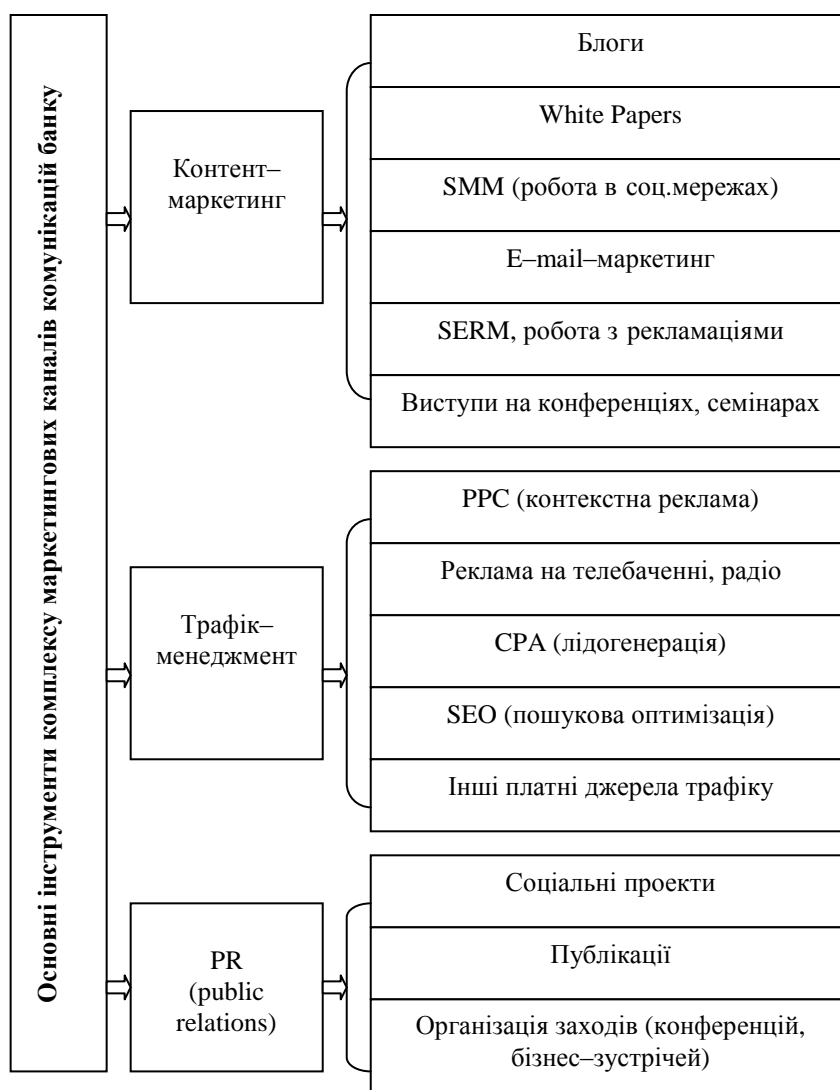 Основні інструменти комплексу маркетингових каналів комунікацій банку
Контент–
маркетинг
Блоги
White Papers
SMM (робота в соц.мережах)
E–mail–маркетинг
SERM, робота з рекламаціями
Виступи на конференціях, семінарах
Трафік–
менеджмент
PPC (контекстна реклама)
Реклама на телебаченні, радіо
CPA (лідогенерація)
SEO (пошукова оптимізація)
Інші платні джерела трафіку
PR
(public
relations)
Соціальні проекти
Публікації
Організація заходів (конференцій,
бізнес–зустрічей)